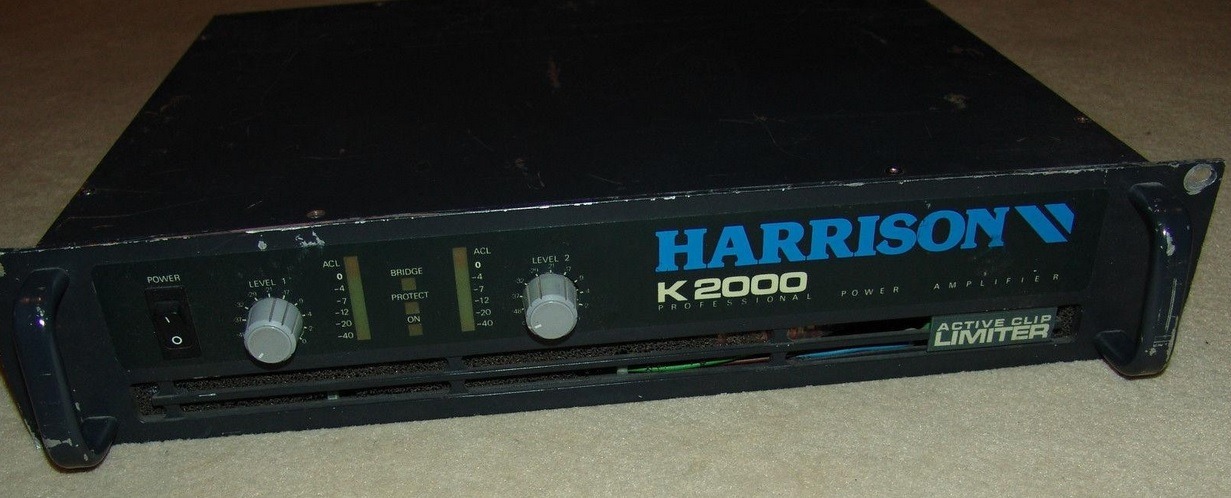 POWER
I
O
LEVEL 1
ACL
0
-4
-7
-12
-20
-40
BRIDGE
PROTECT
ON
ACL
0
-4
-7
-12
-20
-40
LEVEL 2
HARRISON
K 2000
PROFESSIONAL POWER AMPLIFIER
ACTIVE CLIP
LIMITER